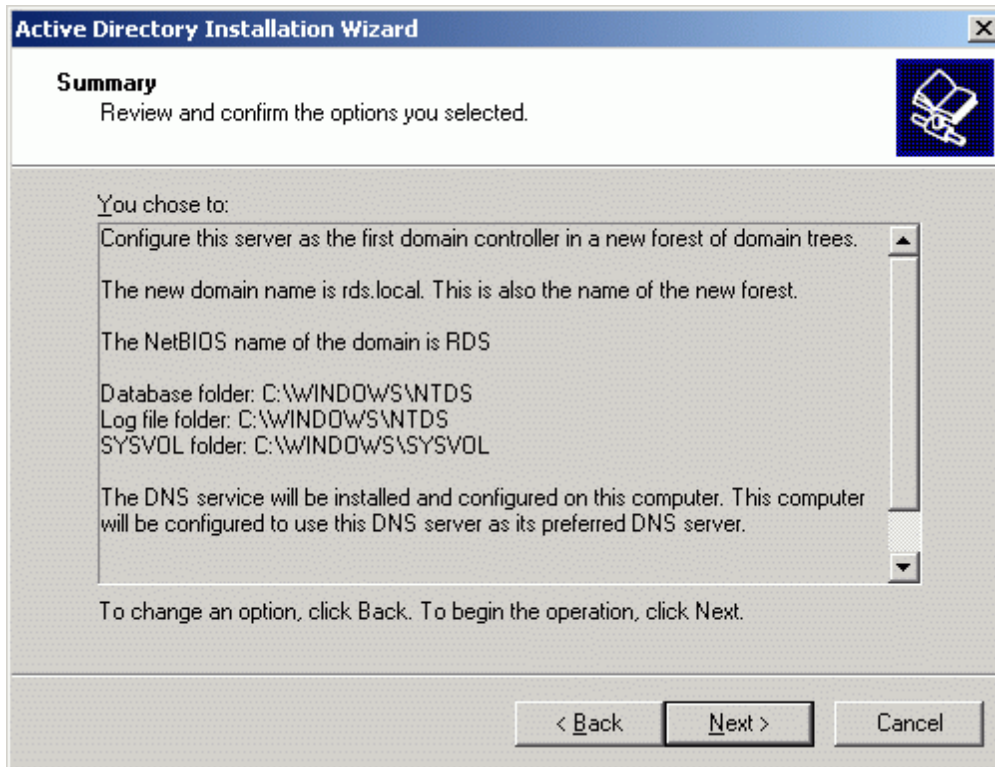 Active Directory Installation Wizard
Summary
Review and confirm the options you selected.
You chose to:
Configure this server as the first domain controller in a new forest of domain trees.
The new domain name is rds.local. This is also the name of the new forest.
The NetBIOS name of the domain is RDS
Database folder: C:\WINDOWS\NTDS
Log file folder: C:\WINDOWS\NTDS
SYSVOL folder: C:\WINDOWS\SYSVOL
The DNS service will be installed and configured on this computer. This computer
will be configured to use this DNS server as its preferred DNS server.
To change an option, click Back. To begin the operation, click Next.
< Back Next > Cancel